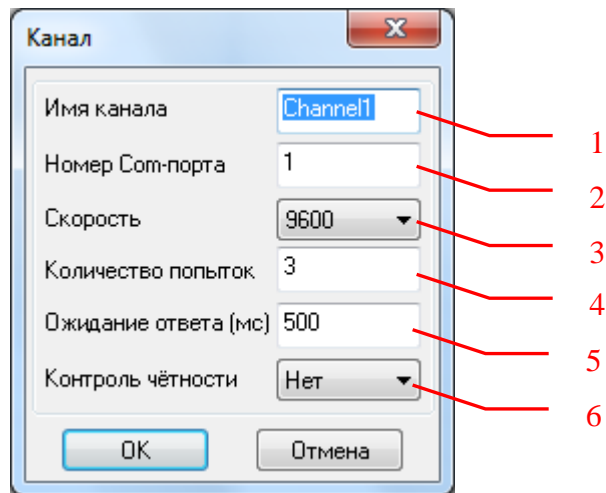 Канал
Имя канала Channel1 1
Номер Com-порта 1 2
Скорость 9600 3
Количество попыток 3 4
Ожидание ответа (мс) 500 5
Контроль чётности Нет 6
OK Отмена